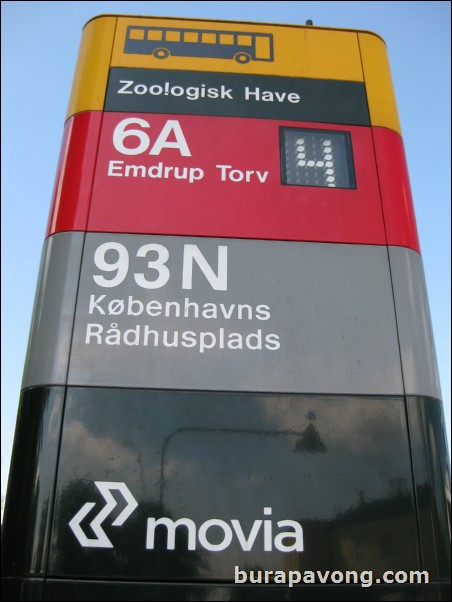 Zoologisk Have
6A
4
Emdrup Torv
93N
Københavns
Rådhusplads
movia
burapavong.com